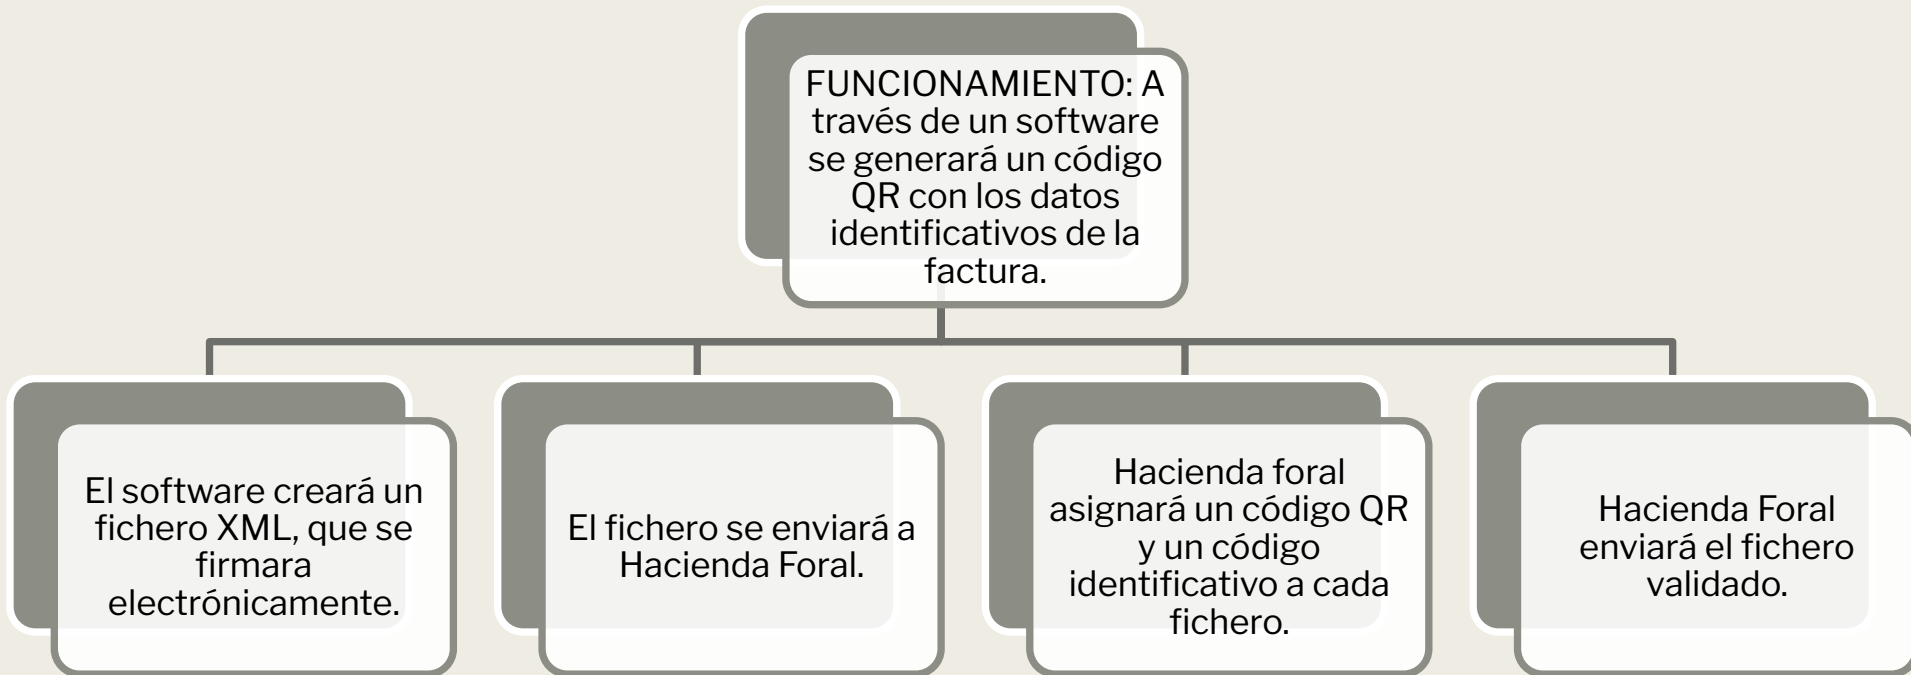 FUNCIONAMIENTO: A
través de un software
se generará un código
QR con los datos
identificativos de la
factura.
El software creará un
fichero XML, que se
firmara
electrónicamente.
El fichero se enviará a
Hacienda Foral.
Hacienda foral
asignará un código QR
y un código
identificativo a cada
fichero.
Hacienda Foral
enviará el fichero
validado.